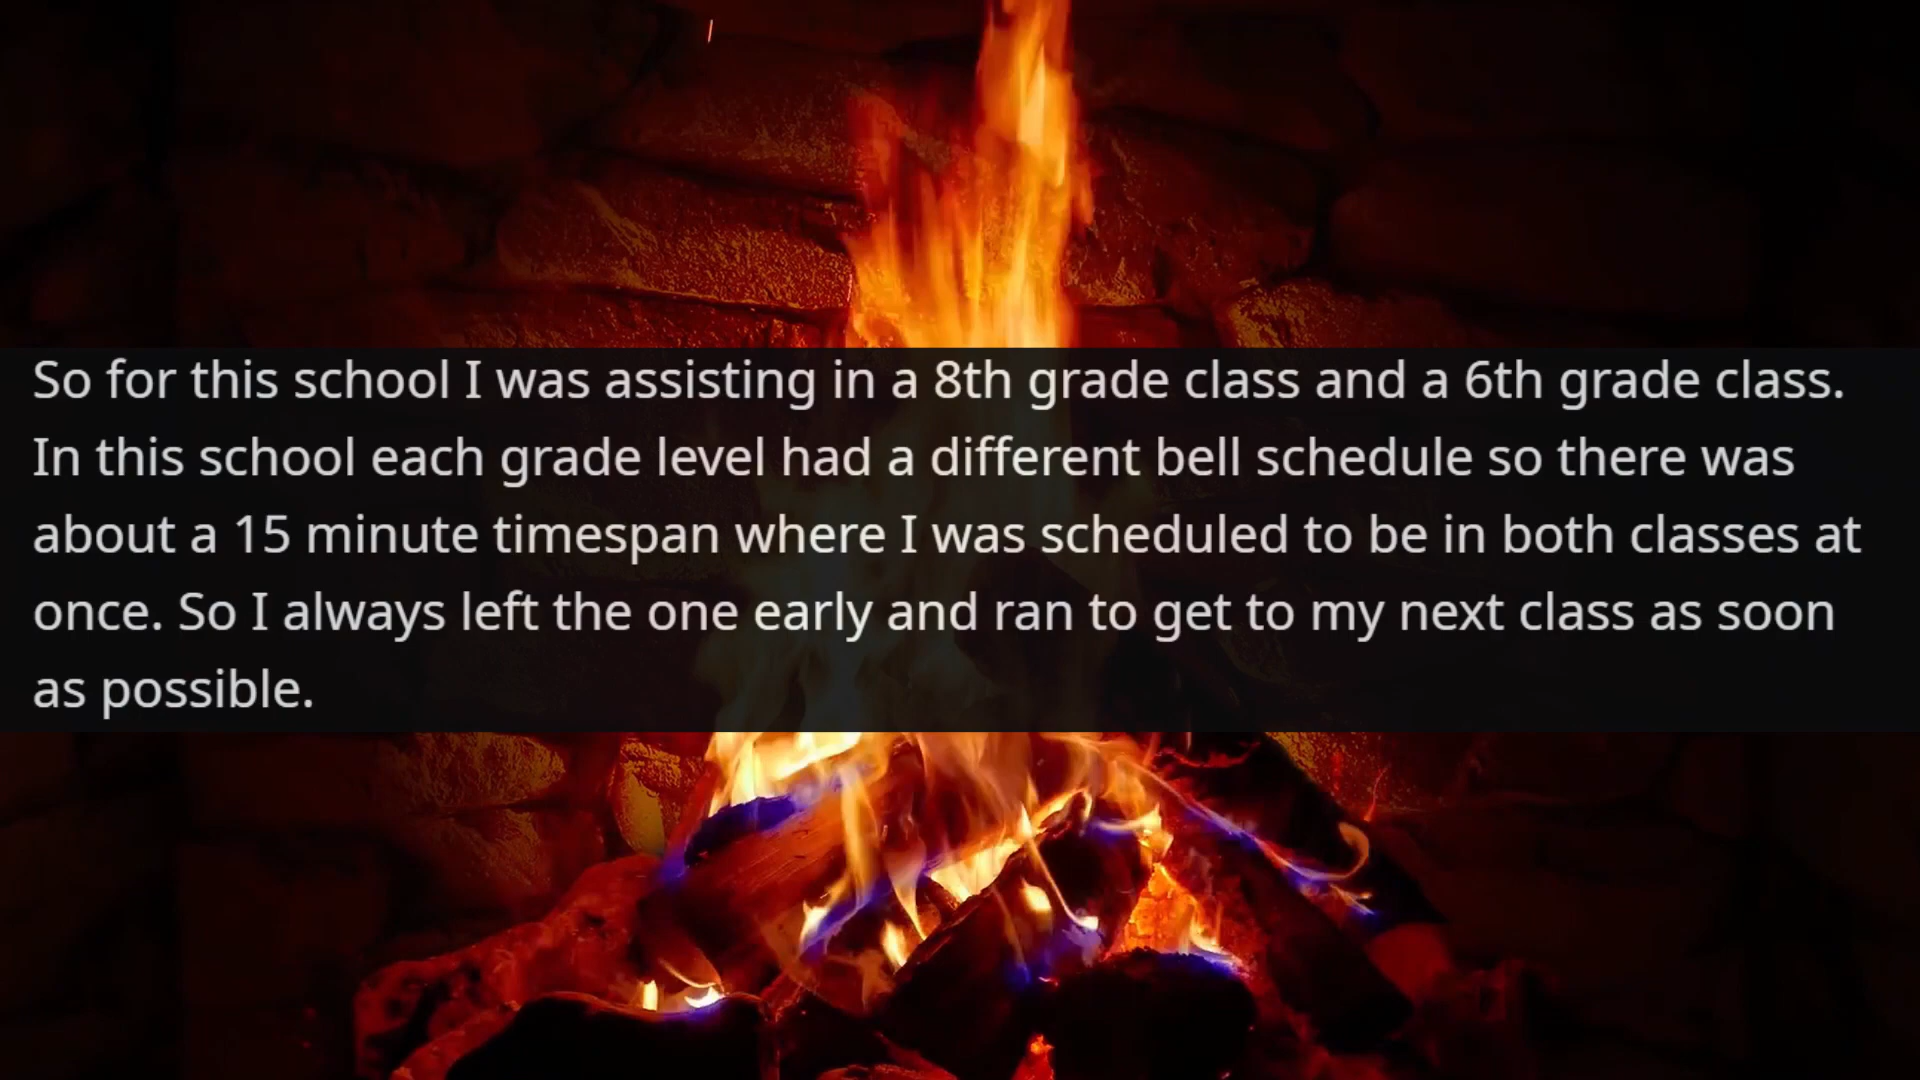 So for this school I was assisting in a 8th grade class and a 6th grade class.
In this school each grade level had a different bell schedule so there was
about a 15 minute timespan where I was scheduled to be in both classes at
once. So I always left the one early and ran to get to my next class as soon
as possible.